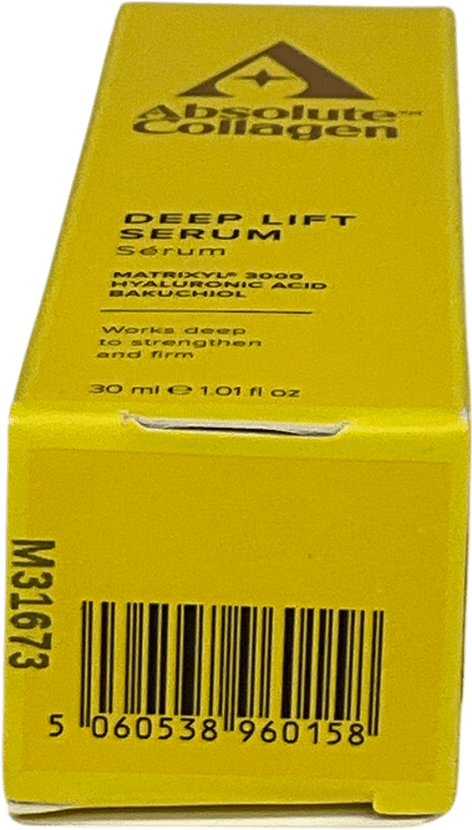 Absolute™
Collagen
DEEP LIFT
SERUM
Sérum
MATRIXYL® 3000
HYALURONIC ACID
BAKUCHIOL
Works deep
to strengthen
and firm
30 ml ℮ 1.01 fl oz
M31673
5 060538 960158